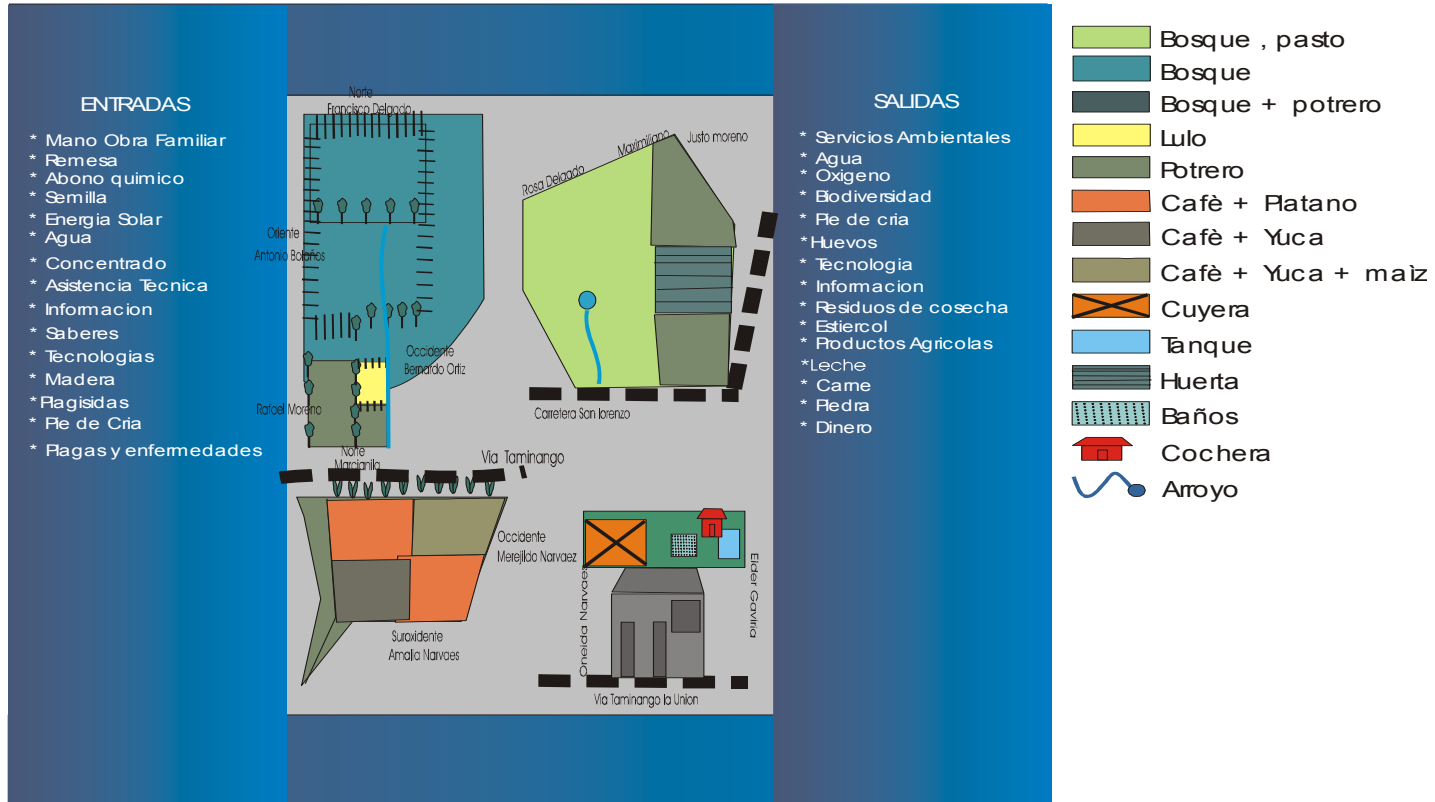 ENTRADAS
* Mano Obra Familiar
* Remesa
* Abono quimico
* Semilla
* Energia Solar
* Agua
* Concentrado
* Asistencia Tècnica
* Informacion
* Saberes
* Tecnologias
* Madera
*Plagisidas
* Pie de Cria
* Plagas y enfermedades
Norte
Francisco Delgado
Oriente
Antonio Bolaños
Occidente
Bernardo Ortiz
Rafael Moreno
Norte
Marcianila
Via Taminango
Rosa Delgado
Maximiliano
Justo moreno
Carretera San lorenzo
Occidente
Merejildo Narvaez
Suroxidente
Amalia Narvaes
Oneida Narvaez
Eider Gaviria
Via Taminango la Union
SALIDAS
* Servicios Ambientales
* Agua
* Oxigeno
* Biodiversidad
* Pie de cria
*Huevos
* Tecnologia
* Informacion
* Residuos de cosecha
* Estiercol
* Productos Agricolas
*Leche
* Carne
* Piedra
* Dinero
Bosque , pasto
Bosque
Bosque + potrero
Lulo
Potrero
Cafè + Platano
Cafè + Yuca
Cafè + Yuca + maìz
Cuyera
Tanque
Huerta
Baños
Cochera
Arroyo